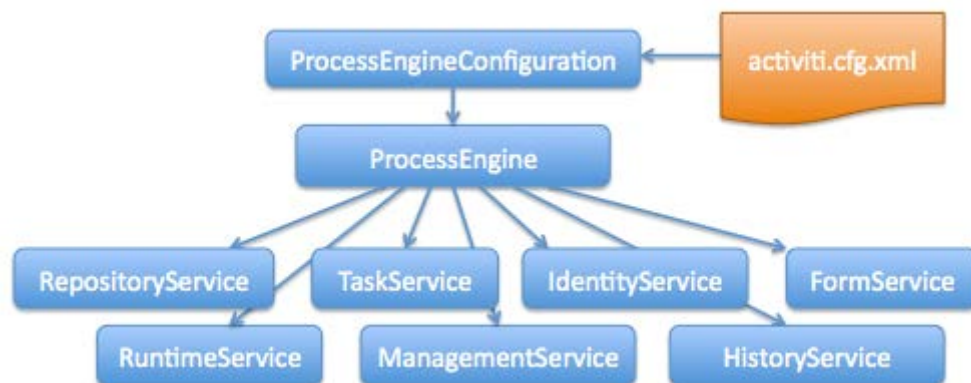 ProcessEngineConfiguration
activiti.cfg.xml
ProcessEngine
RepositoryService
TaskService
IdentityService
FormService
RuntimeService
ManagementService
HistoryService